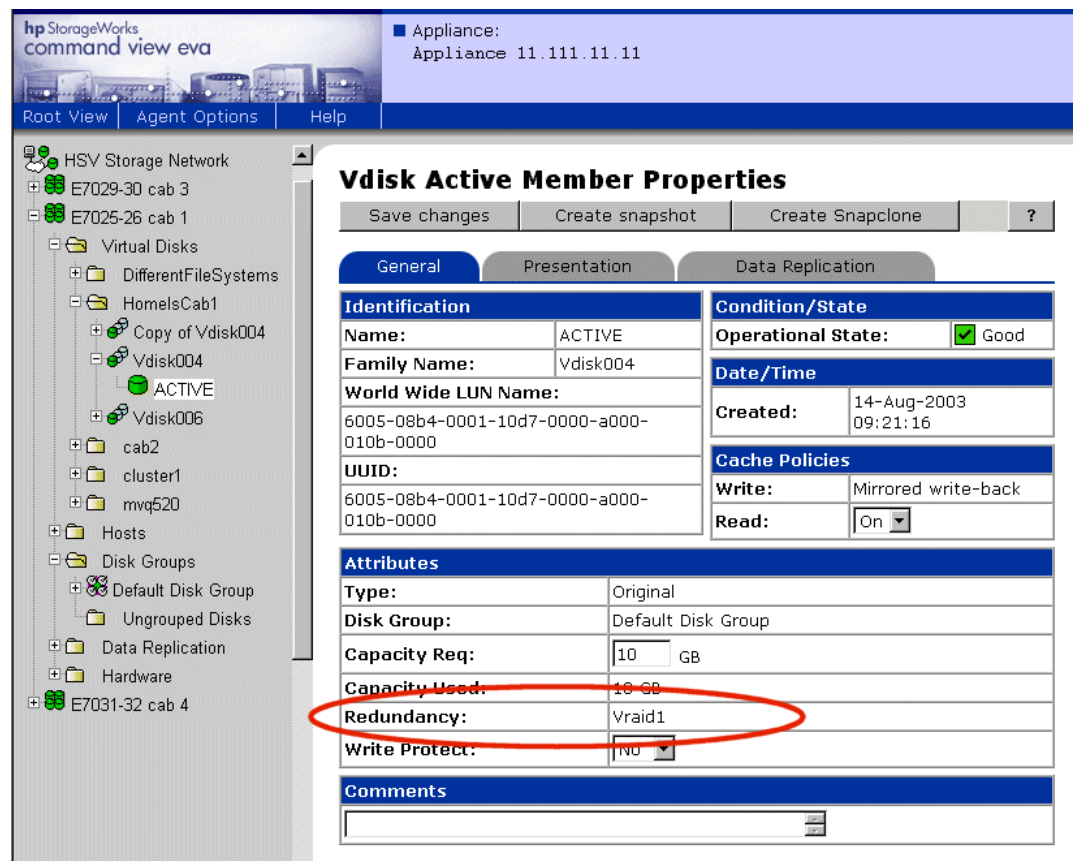 hp StorageWorks
command view eva
Appliance:
Appliance 11.111.11.11
Root View
Agent Options
Help
HSV Storage Network
E7029-30 cab 3
E7025-26 cab 1
Virtual Disks
DifferentFileSystems
HomeIsCab1
Copy of Vdisk004
Vdisk004
ACTIVE
Vdisk006
cab2
cluster1
mvq520
Hosts
Disk Groups
Default Disk Group
Ungrouped Disks
Data Replication
Hardware
E7031-32 cab 4
Vdisk Active Member Properties
Save changes
Create snapshot
Create Snapclone
?
General
Presentation
Data Replication
Identification
Name: ACTIVE
Family Name: Vdisk004
World Wide LUN Name:
6005-08b4-0001-10d7-0000-a000-
010b-0000
UUID:
6005-08b4-0001-10d7-0000-a000-
010b-0000
Condition/State
Operational State: Good
Date/Time
Created: 14-Aug-2003
09:21:16
Cache Policies
Write: Mirrored write-back
Read: On
Attributes
Type: Original
Disk Group: Default Disk Group
Capacity Req: 10 GB
Capacity Used: 10 GB
Redundancy: Vraid1
Write Protect: No
Comments